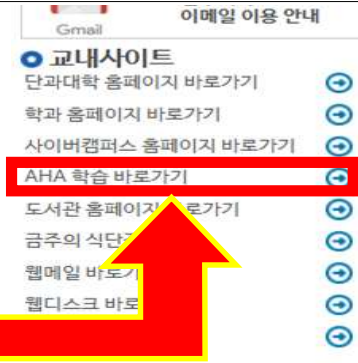 이메일 이용 안내
Gmail
교내사이트
단과대학 홈페이지 바로가기
학과 홈페이지 바로가기
사이버캠퍼스 홈페이지 바로가기
AHA 학습 바로가기
도서관 홈페이지 바로가기
금주의 식단
웹메일 바로가
웹디스크 바로